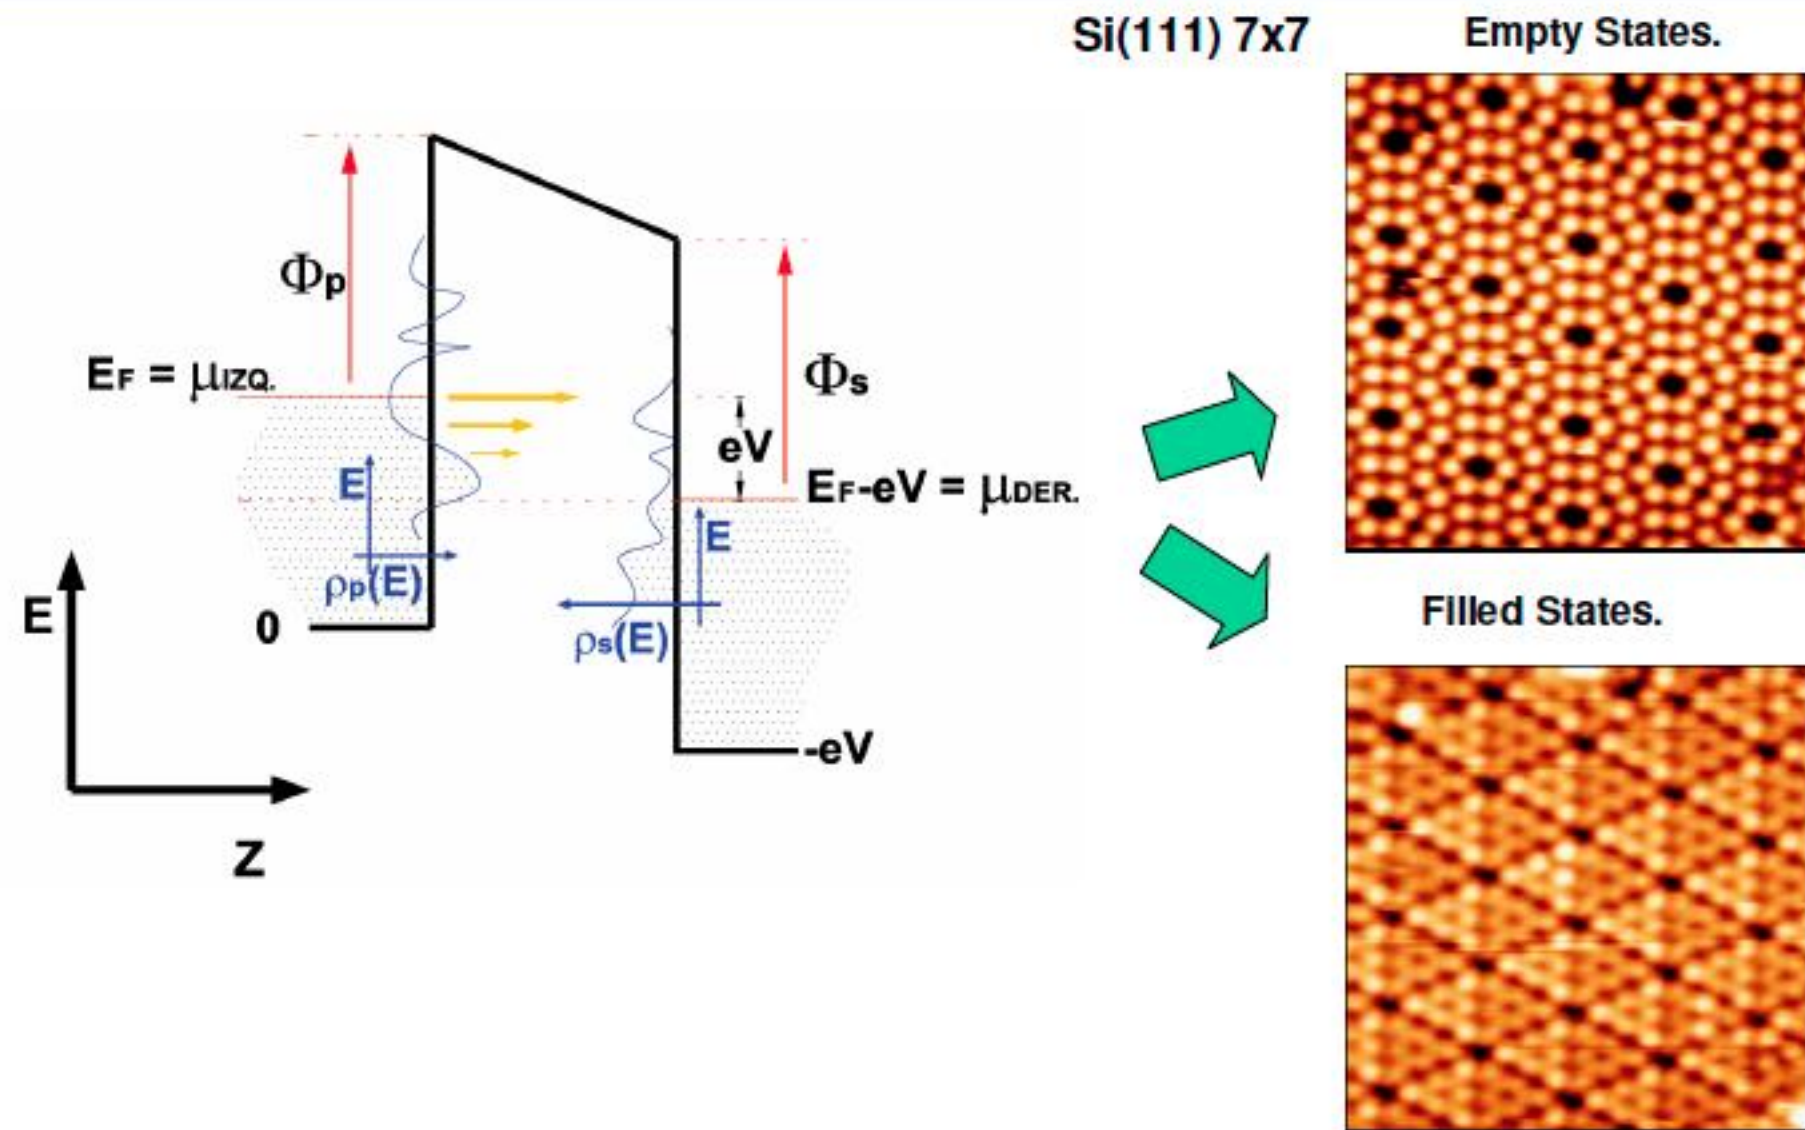 Si(111) 7x7
Empty States.
Φp
EF = μIZQ.
Φs
eV
EF-eV = μDER.
E
E
ρp(E)
E
0
ρs(E)
Filled States.
-eV
Z